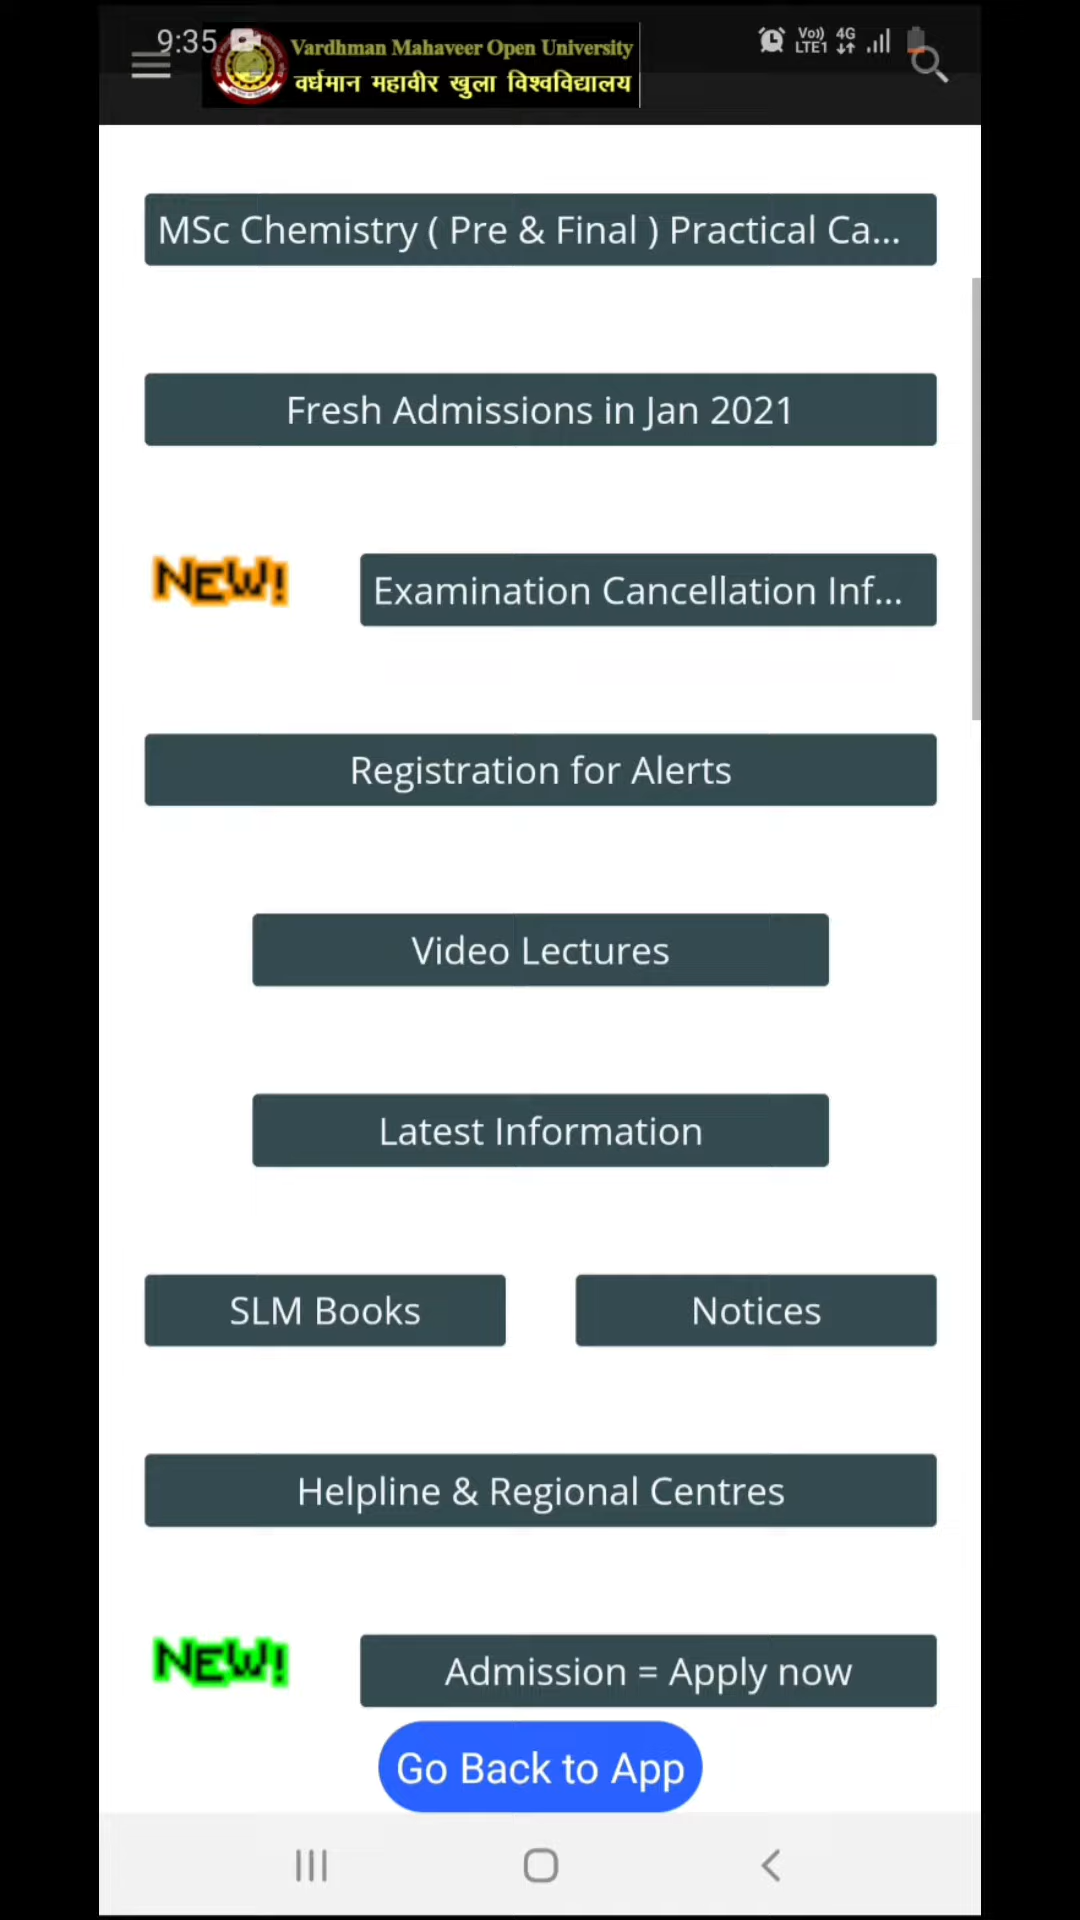 9:35
Vo)) LTE1 4G
Vardhman Mahaveer Open University
वर्धमान महावीर खुला विश्वविद्यालय
MSc Chemistry ( Pre & Final ) Practical Ca...
Fresh Admissions in Jan 2021
NEW! Examination Cancellation Inf...
Registration for Alerts
Video Lectures
Latest Information
SLM Books Notices
Helpline & Regional Centres
NEW! Admission = Apply now
Go Back to App